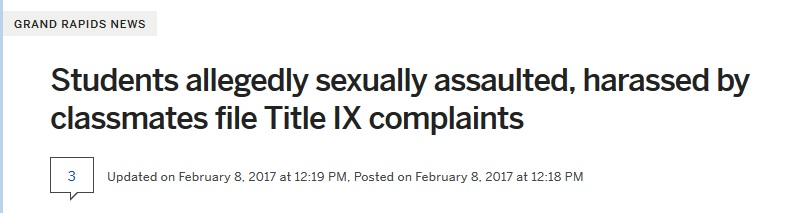 GRAND RAPIDS NEWS
Students allegedly sexually assaulted, harassed by
classmates file Title IX complaints
3
Updated on February 8, 2017 at 12:19 PM, Posted on February 8, 2017 at 12:18 PM